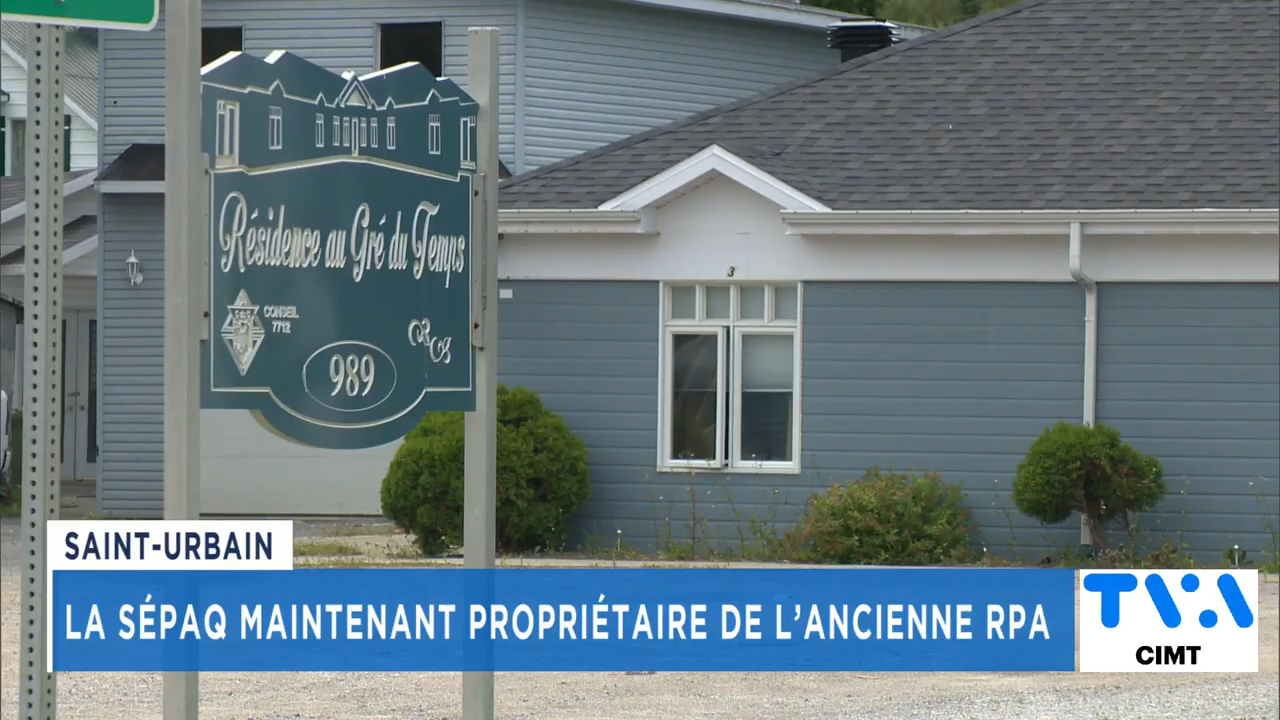 Résidence au Gré du Temps
CONSEIL
7712
989
3
SAINT-URBAIN
LA SÉPAQ MAINTENANT PROPRIÉTAIRE DE L'ANCIENNE RPA
TVA
CIMT